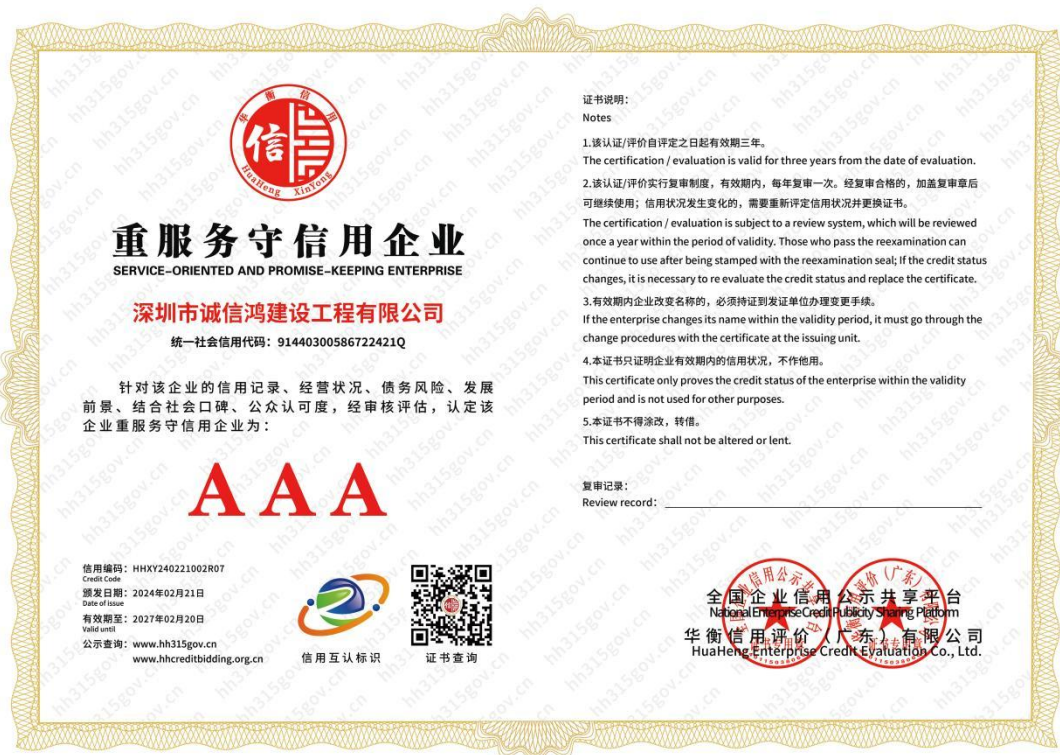 华衡信用
信
HuaHeng XinYong
重服务守信用企业
SERVICE-ORIENTED AND PROMISE-KEEPING ENTERPRISE
深圳市诚信鸿建设工程有限公司
统一社会信用代码：91440300586722421Q
针对该企业的信用记录、经营状况、债务风险、发展
前景、结合社会口碑、公众认可度，经审核评估，认定该
企业重服务守信用企业为：
AAA
信用编码：HHXY240221002R07
Credit Code
颁发日期：2024年02月21日
Date of issue
有效期至：2027年02月20日
Valid until
公示查询：www.hh315gov.cn
www.hhcreditbidding.org.cn
信用互认标识
证书查询
证书说明：
Notes
1.该认证/评价自评定之日起有效期三年。
The certification / evaluation is valid for three years from the date of evaluation.
2.该认证/评价实行复审制度，有效期内，每年复审一次。经复审合格的，加盖复审章后
可继续使用；信用状况发生变化的，需要重新评定信用状况并更换证书。
The certification / evaluation is subject to a review system, which will be reviewed
once a year within the period of validity. Those who pass the reexamination can
continue to use after being stamped with the reexamination seal; If the credit status
changes, it is necessary to re evaluate the credit status and replace the certificate.
3.有效期内企业改变名称的，必须持证到发证单位办理变更手续。
If the enterprise changes its name within the validity period, it must go through the
change procedures with the certificate at the issuing unit.
4.本证书只证明企业有效期内的信用状况，不作他用。
This certificate only proves the credit status of the enterprise within the validity
period and is not used for other purposes.
5.本证书不得涂改，转借。
This certificate shall not be altered or lent.
复审记录：
Review record:
全国企业信用公示共享平台
National Enterprise Credit Publicity Sharing Platform
华衡信用评价（广东）有限公司
HuaHeng Enterprise Credit Evaluation Co., Ltd.
证书专用章
证书专用章
hh315gov.cn